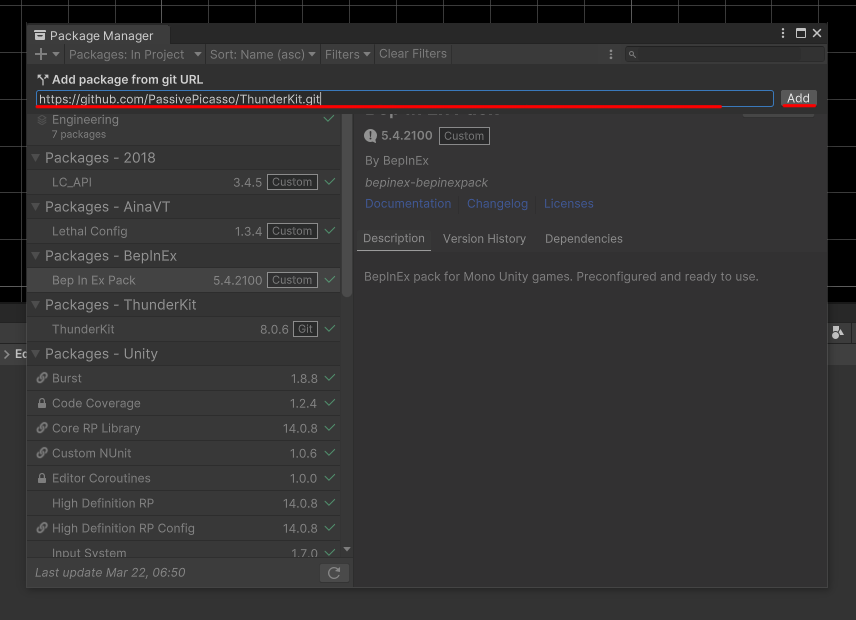 Package Manager
Packages: In Project
Sort: Name (asc)
Filters
Clear Filters
Add package from git URL
https://github.com/PassivePicasso/ThunderKit.git
Add
Engineering
7 packages
Packages - 2018
LC_API 3.4.5 Custom
Packages - AinaVT
Lethal Config 1.3.4 Custom
Packages - BepInEx
Bep In Ex Pack 5.4.2100 Custom
Packages - ThunderKit
ThunderKit 8.0.6 Git
Packages - Unity
Burst 1.8.8
Code Coverage 1.2.4
Core RP Library 14.0.8
Custom NUnit 1.0.6
Editor Coroutines 1.0.0
High Definition RP 14.0.8
High Definition RP Config 14.0.8
Input System 1.7.0
Last update Mar 22, 06:50
5.4.2100 Custom
By BepInEx
bepinex-bepinexpack
Documentation Changelog Licenses
Description Version History Dependencies
BepInEx pack for Mono Unity games. Preconfigured and ready to use.